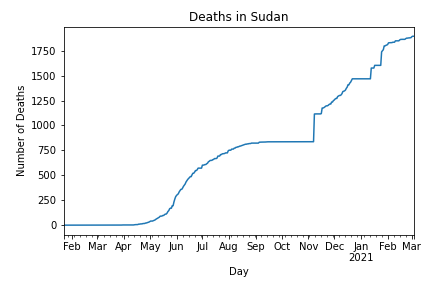 Deaths in Sudan
Number of Deaths
1750
1500
1250
1000
750
500
250
0
Feb Mar Apr May Jun Jul Aug Sep Oct Nov Dec Jan Feb Mar
2021
Day